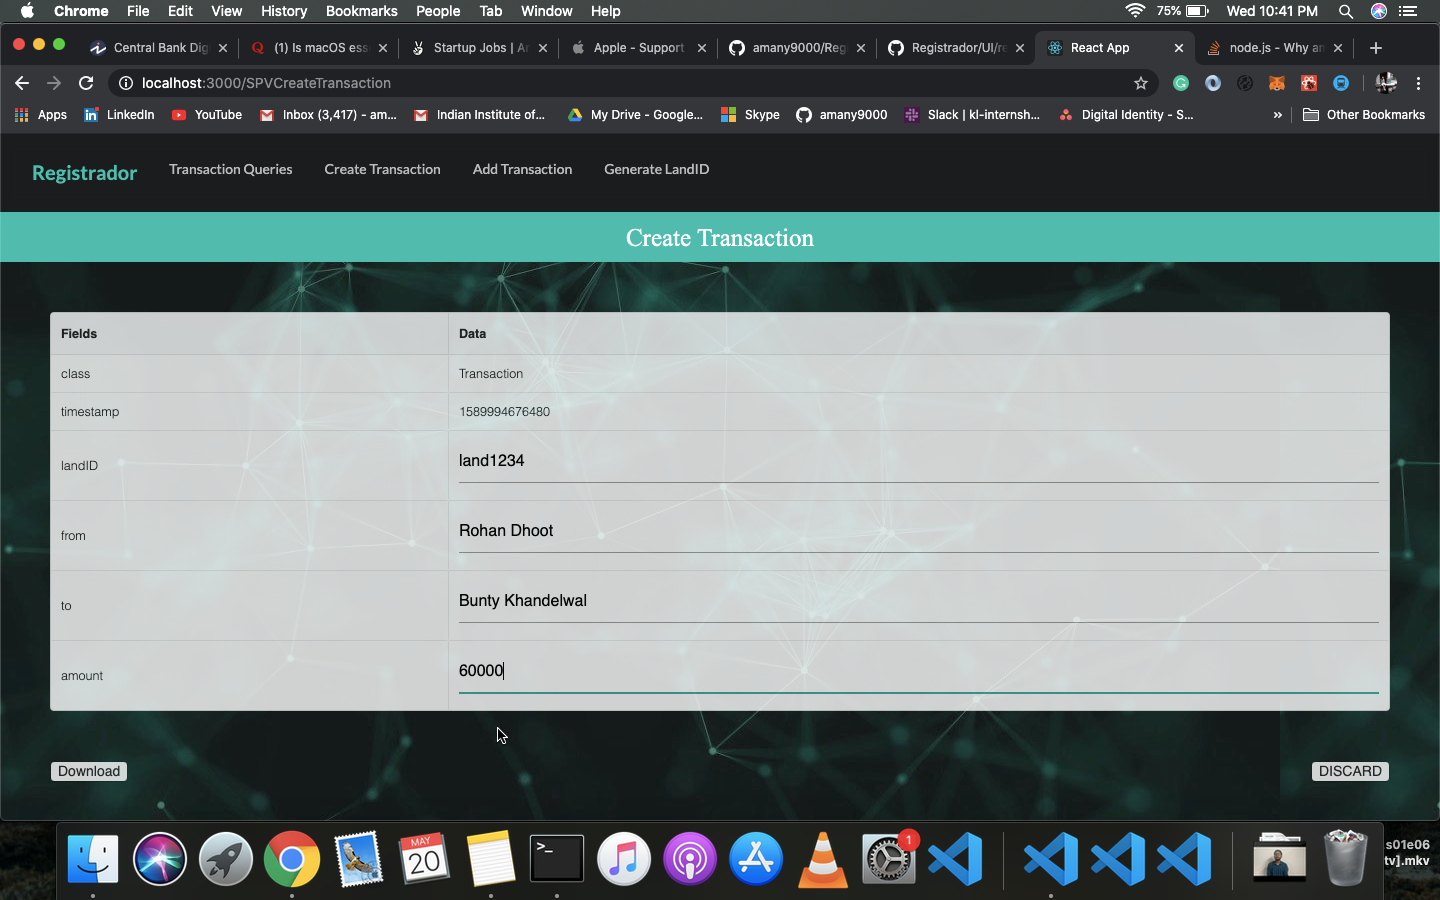 Chrome File Edit View History Bookmarks People Tab Window Help 75% Wed 10:41 PM
Central Bank Dig (1) Is macOS ess Startup Jobs | Ar Apple - Support amany9000/Reg Registrador/UI/re React App node.js - Why an
localhost:3000/SPVCreateTransaction
Apps LinkedIn YouTube Inbox (3,417) - am... Indian Institute of... My Drive - Google... Skype amany9000 Slack | kl-internsh... Digital Identity - S... » Other Bookmarks
Registrador Transaction Queries Create Transaction Add Transaction Generate LandID
Create Transaction
Fields Data
class Transaction
timestamp 1589994676480
landID land1234
from Rohan Dhoot
to Bunty Khandelwal
amount 60000
Download DISCARD
MAY
20
>_
1
s01e06
tv].mkv